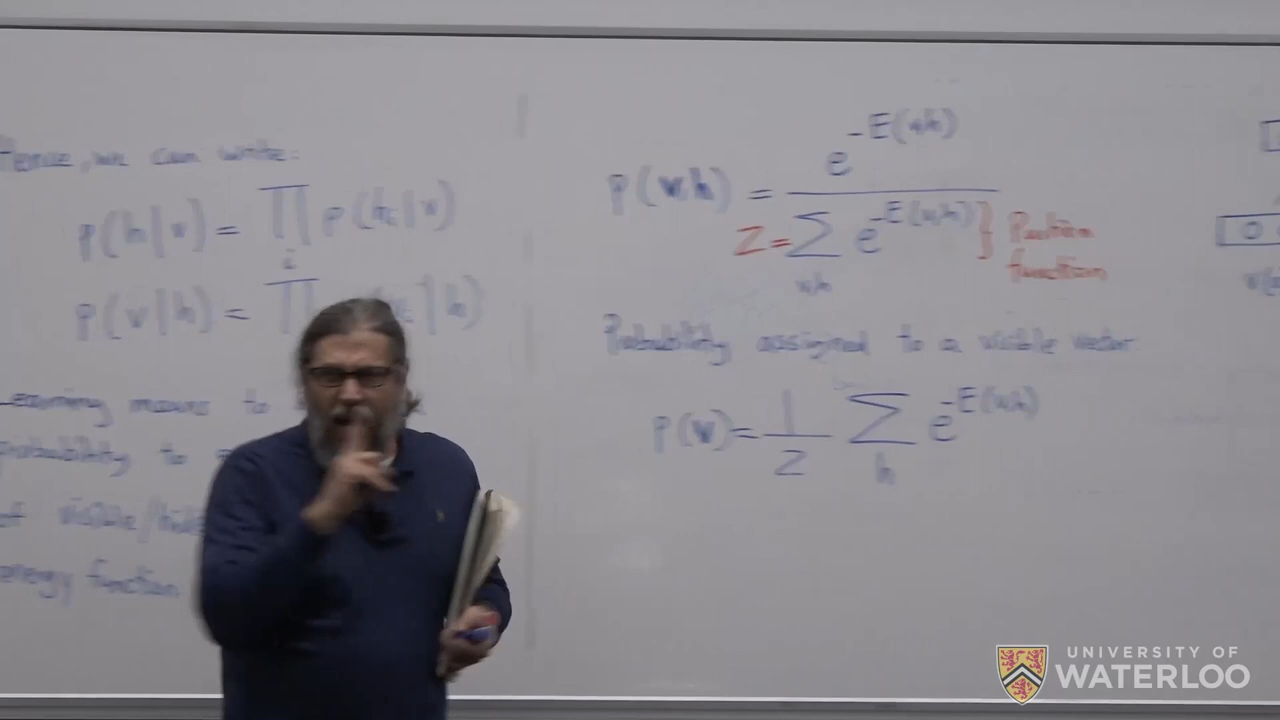 Hence, we can write:
p(h|v) = ∏ p(hᵢ|v)
i
p(v|h) = ∏ |h)
Learning means to
probability to
of visible/hid
energy function
p(v,h) = e^-E(v,h)
Z = ∑ e^-E(v,h) } Partition
v,h function
Probability assigned to a visible vector
p(v) = 1/Z ∑ e^-E(v,h)
h
0
UNIVERSITY OF
WATERLOO